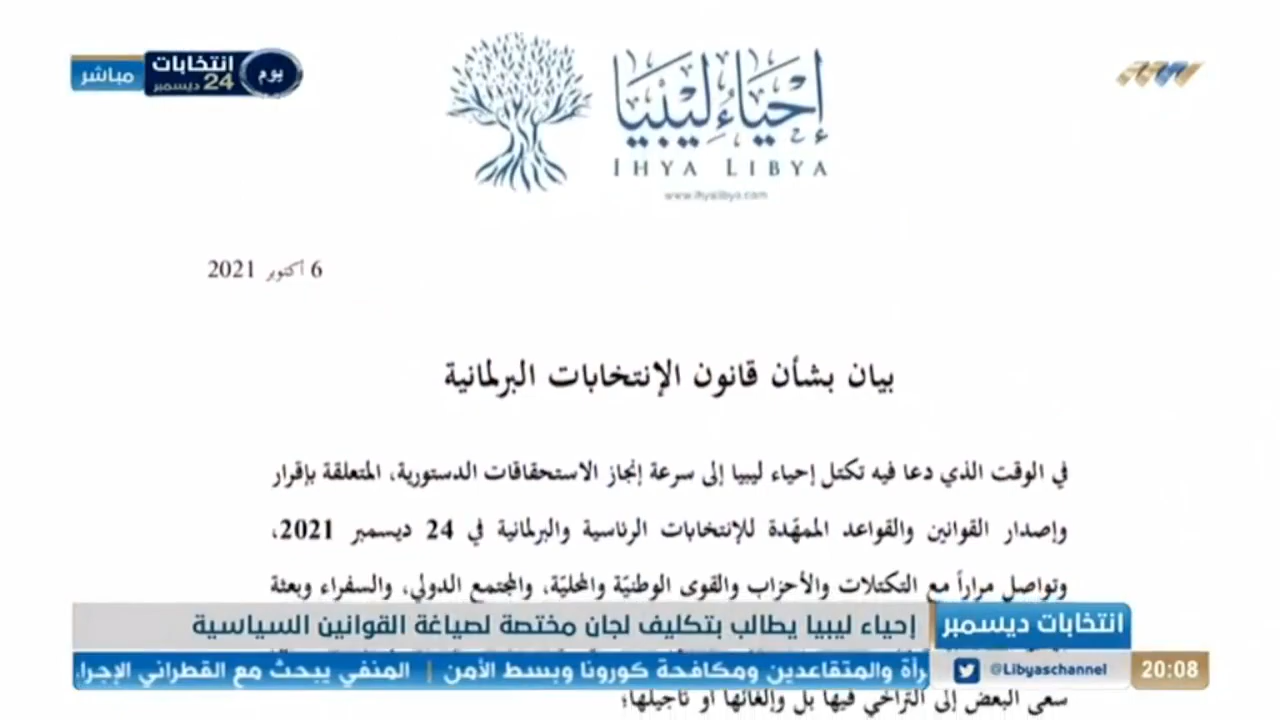 يوم
انتخابات
24 ديسمبر
مباشر
إحياء ليبيا
IHYA LIBYA
www.ihyalibya.com
6 أكتوبر 2021
بيان بشأن قانون الإنتخابات البرلمانية
في الوقت الذي دعا فيه تكتل إحياء ليبيا إلى سرعة إنجاز الاستحقاقات الدستورية، المتعلقة بإقرار
وإصدار القوانين والقواعد الممهّدة للإنتخابات الرئاسية والبرلمانية في 24 ديسمبر 2021،
وتواصل مراراً مع التكتلات والأحزاب والقوى الوطنيّة والمحليّة، والمجتمع الدولي، والسفراء وبعثة
انتخابات ديسمبر
إحياء ليبيا يطالب بتكليف لجان مختصة لصياغة القوانين السياسية
20:08
@Libyaschannel
رأة والمتقاعدين ومكافحة كورونا وبسط الأمن | المنفي يبحث مع القطراني الإجرا
سعى البعض إلى التراخي فيها بل وإلغائها أو تأجيلها؛